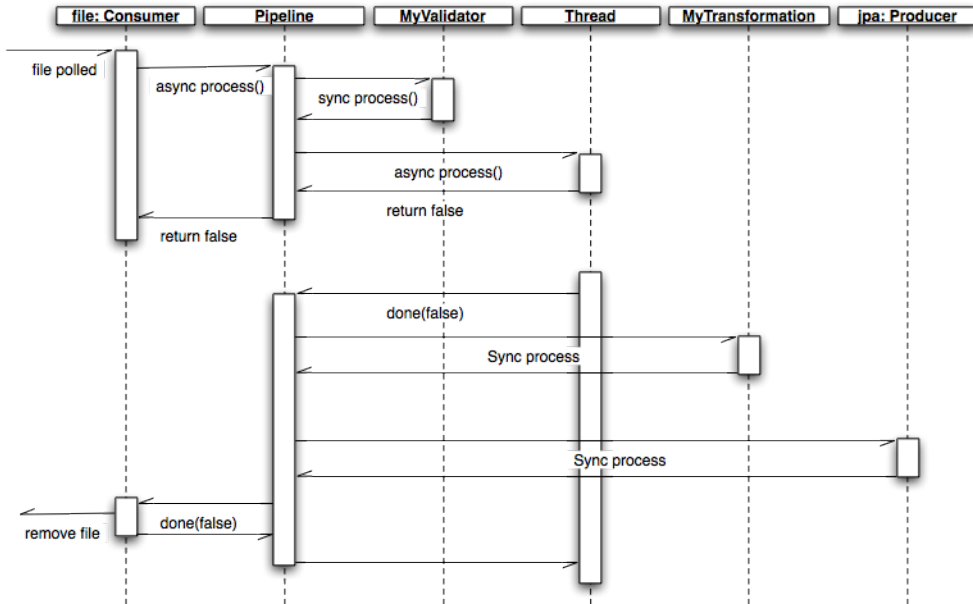 file: Consumer
Pipeline
MyValidator
Thread
MyTransformation
jpa: Producer
file polled
async process()
sync process()
async process()
return false
return false
done(false)
Sync process
Sync process
done(false)
remove file